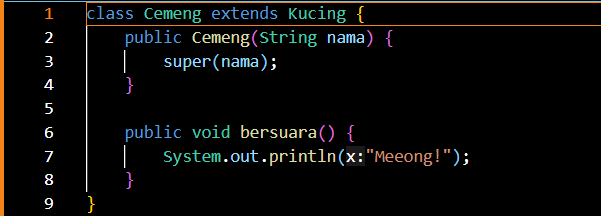 1 class Cemeng extends Kucing {
2     public Cemeng(String nama) {
3         super(nama);
4     }
5
6     public void bersuara() {
7         System.out.println(x:"Meeong!");
8     }
9 }